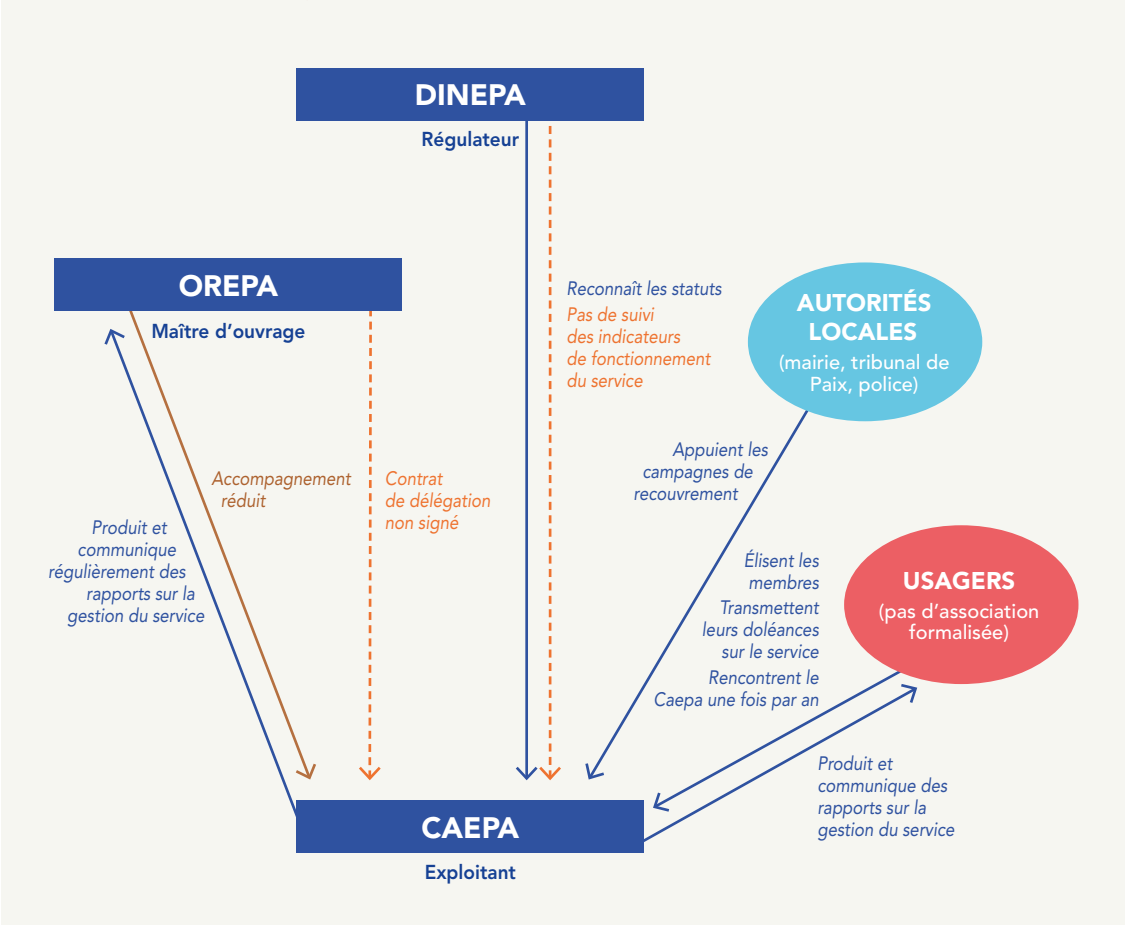 DINEPA
Régulateur
OREPA
Maître d’ouvrage
Reconnaît les statuts
Pas de suivi
des indicateurs
de fonctionnement
du service
AUTORITÉS
LOCALES
(mairie, tribunal de
Paix, police)
Appuient les
campagnes de
recouvrement
Accompagnement
réduit
Contrat
de délégation
non signé
Produit et
communique
régulièrement des
rapports sur la
gestion du service
Élisent les
membres
Transmettent
leurs doléances
sur le service
Rencontrent le
Caepa une fois par an
USAGERS
(pas d’association
formalisée)
Produit et
communique des
rapports sur la
gestion du service
CAEPA
Exploitant